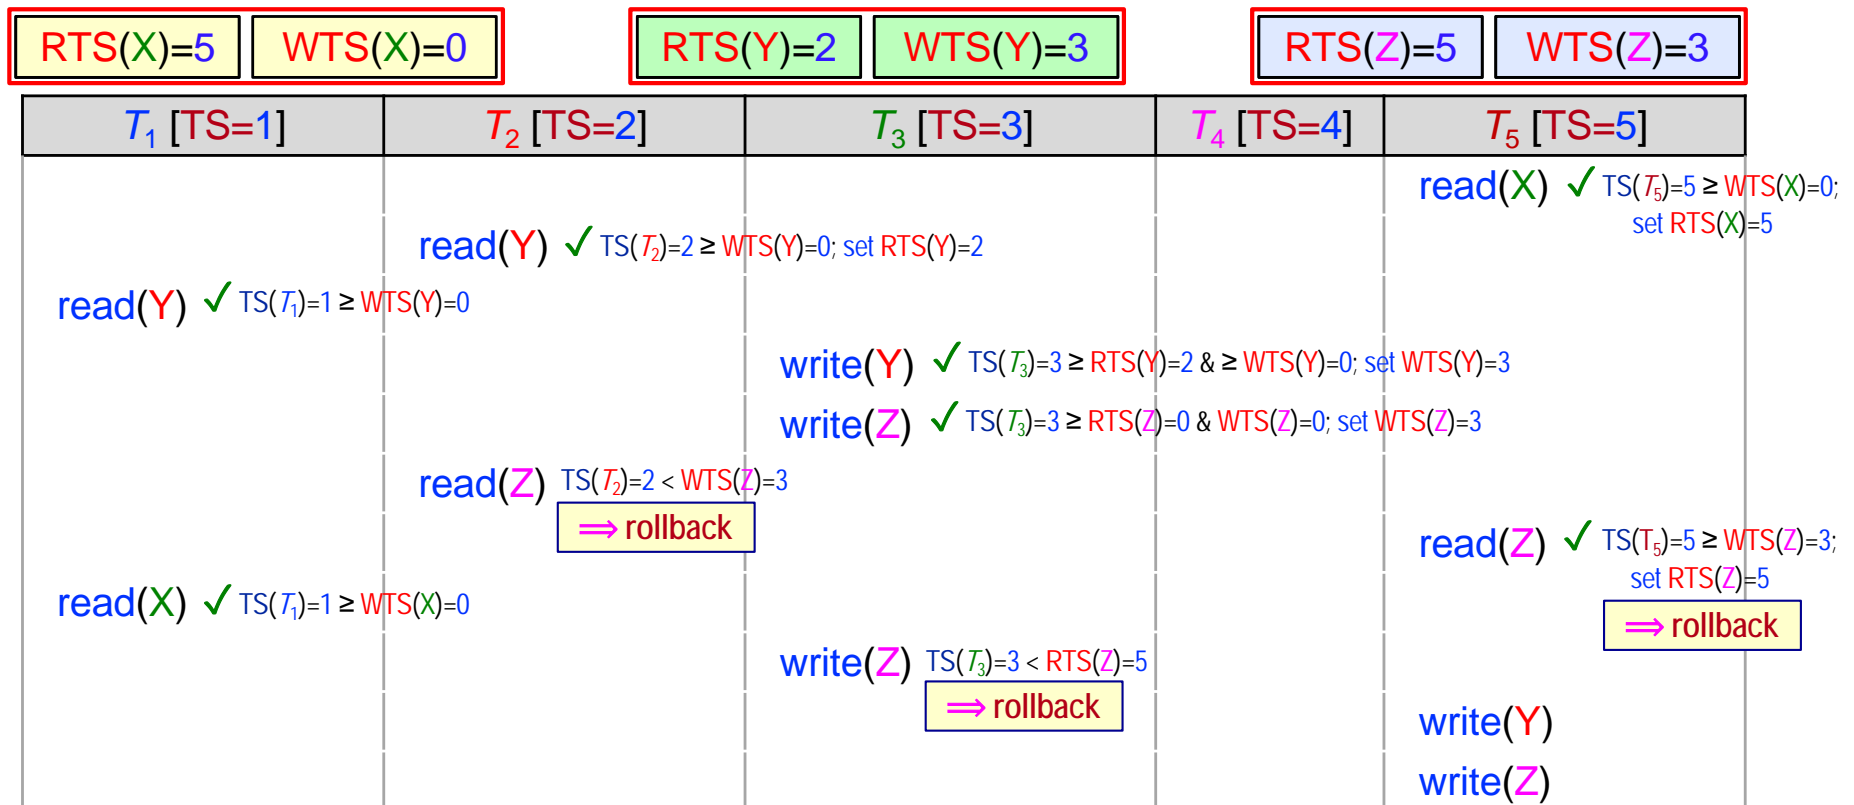 RTS(X)=5 WTS(X)=0 RTS(Y)=2 WTS(Y)=3 RTS(Z)=5 WTS(Z)=3
T1 [TS=1] T2 [TS=2] T3 [TS=3] T4 [TS=4] T5 [TS=5]
read(X) ✓ TS(T5)=5 ≥ WTS(X)=0;
set RTS(X)=5
read(Y) ✓ TS(T2)=2 ≥ WTS(Y)=0; set RTS(Y)=2
read(Y) ✓ TS(T1)=1 ≥ WTS(Y)=0
write(Y) ✓ TS(T3)=3 ≥ RTS(Y)=2 & ≥ WTS(Y)=0; set WTS(Y)=3
write(Z) ✓ TS(T3)=3 ≥ RTS(Z)=0 & WTS(Z)=0; set WTS(Z)=3
read(Z) TS(T2)=2 < WTS(Z)=3
⇒ rollback
read(Z) ✓ TS(T5)=5 ≥ WTS(Z)=3;
set RTS(Z)=5
⇒ rollback
read(X) ✓ TS(T1)=1 ≥ WTS(X)=0
write(Z) TS(T3)=3 < RTS(Z)=5
⇒ rollback
write(Y)
write(Z)